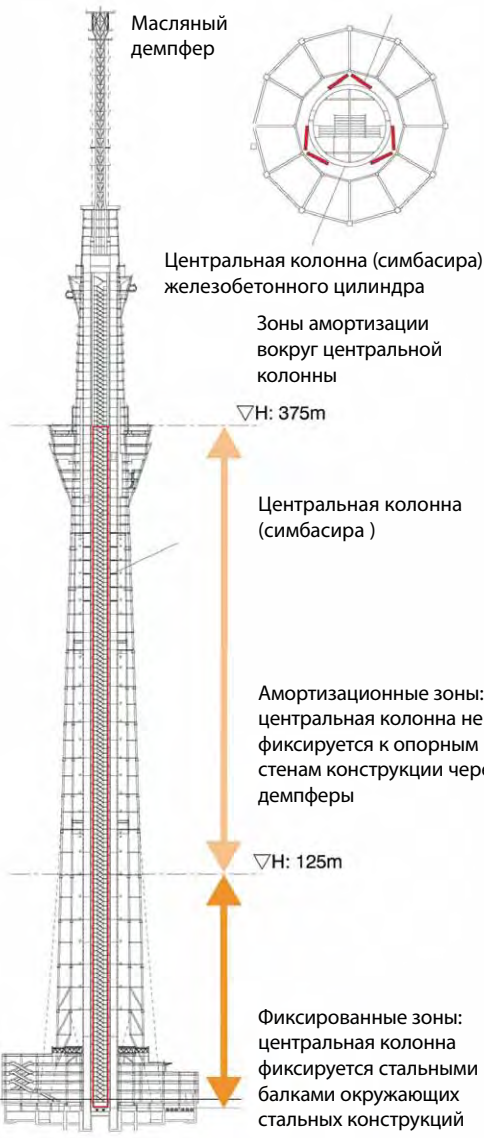 Масляный
демпфер
Центральная колонна (симбасира)
железобетонного цилиндра
Зоны амортизации
вокруг центральной
колонны
▽H: 375m
Центральная колонна
(симбасира )
Амортизационные зоны:
центральная колонна не
фиксируется к опорным
стенам конструкции чере
демпферы
▽H: 125m
Фиксированные зоны:
центральная колонна
фиксируется стальными
балками окружающих
стальных конструкций